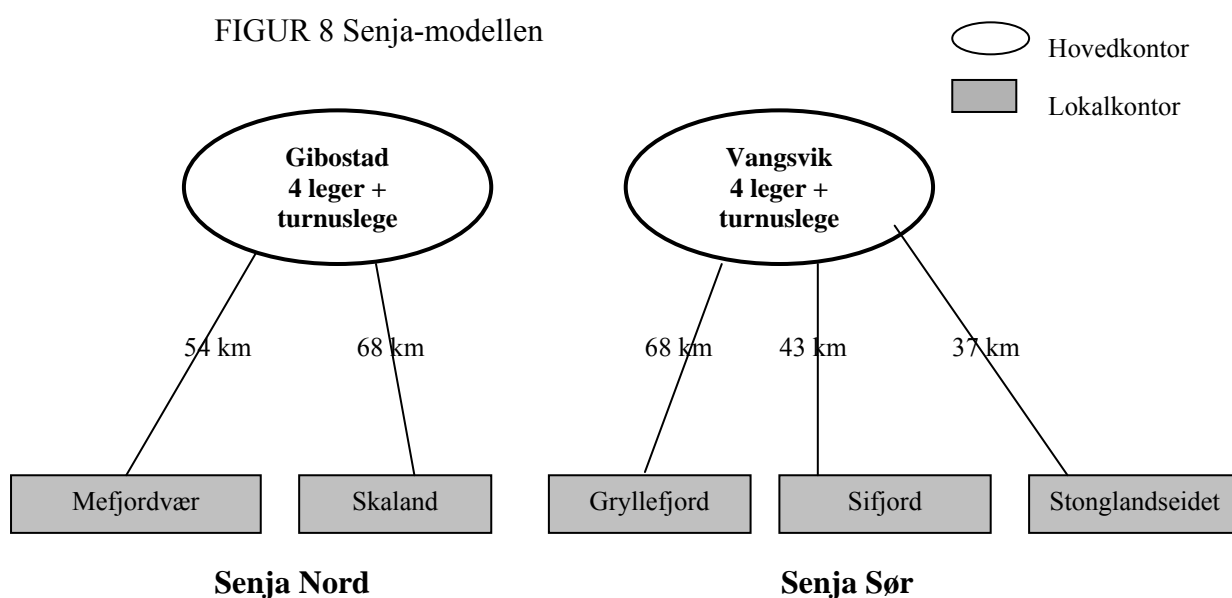 FIGUR 8 Senja-modellen
Hovedkontor
Lokalkontor
Gibostad
4 leger +
turnuslege
Vangsvik
4 leger +
turnuslege
54 km
68 km
68 km
43 km
37 km
Mefjordvær
Skaland
Gryllefjord
Sifjord
Stonglandseidet
Senja Nord
Senja Sør